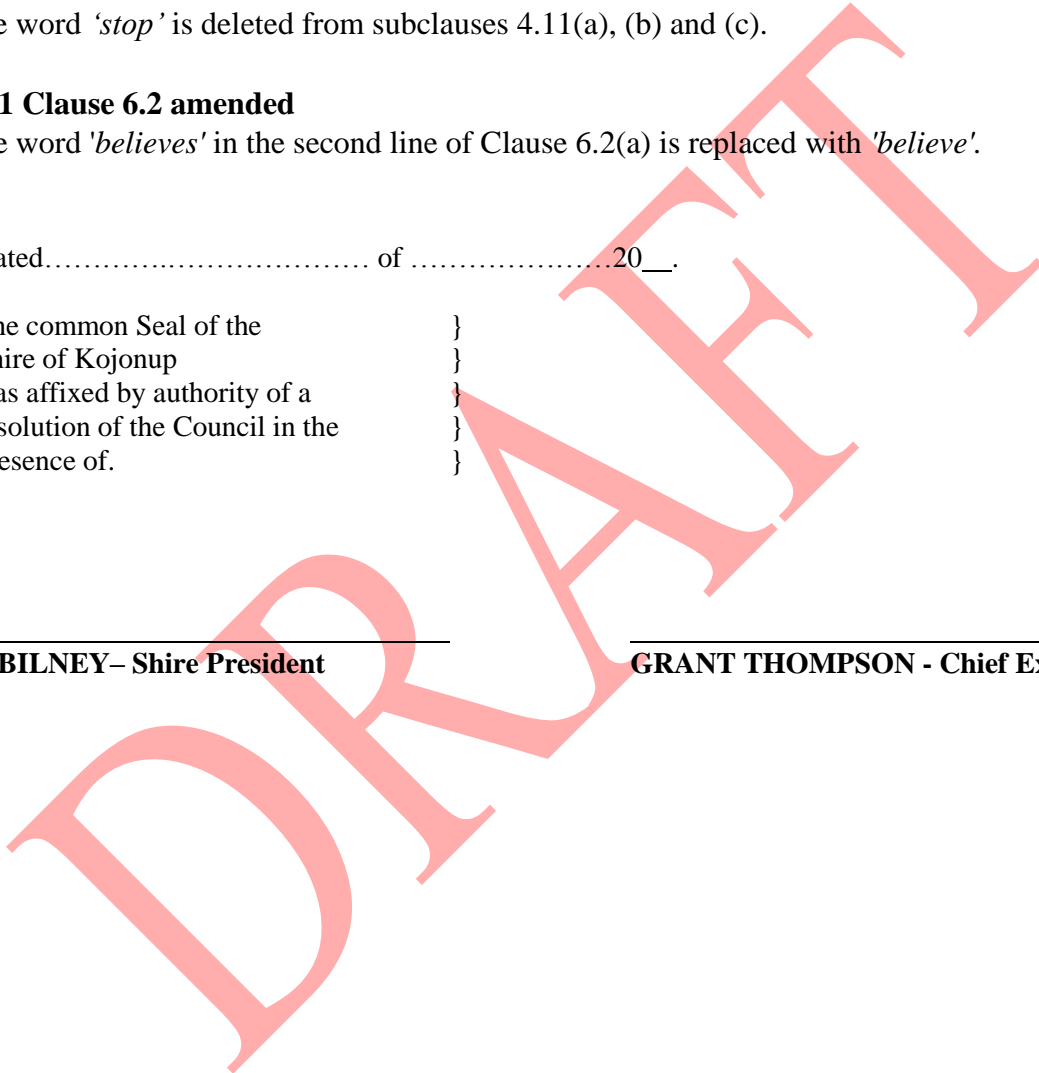 e word ‘stop’ is deleted from subclauses 4.11(a), (b) and (c).
1 Clause 6.2 amended
e word 'believes' in the second line of Clause 6.2(a) is replaced with 'believe'.
ated………….…………………… of …………………20__.
he common Seal of the }
hire of Kojonup }
as affixed by authority of a }
solution of the Council in the }
esence of. }
BILNEY– Shire President GRANT THOMPSON - Chief Ex
DRAFT